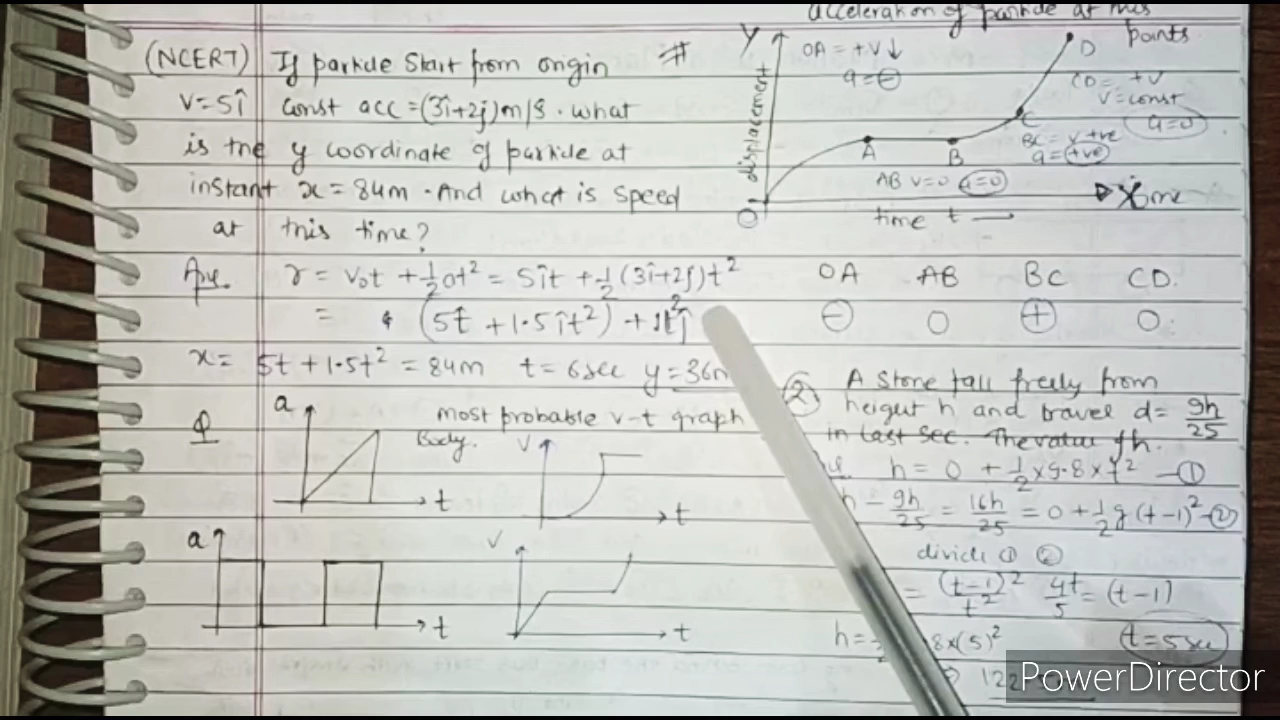 acceleration of particle at this
points.
(NCERT) If particle Start from origin
V=5î const acc =(3î+2ĵ)m/s. what
is the y coordinate of particle at
instant x = 84m. And what is speed
at this time?
Ans. r = V₀t + ½at² = 5ît + ½(3î+2ĵ)t²
= (5t̂ + 1.5ît²) + 1t²ĵ
x = 5t + 1.5t² = 84m t = 6sec y = 36m
#
Y
displacement
O
OA = +V↓
a = ⊖
A
B
C
D
CD = +V
V = const
a=0
BC = V +ve
a = +ve
AB V=0 a=0
X
time
time t →
OA AB BC CD.
⊖ 0 ⊕ 0.
Q
most probable v-t graph
Body.
a
t
V
t
a
t
V
t
② A Stone fall freely from
height h and travel d = 9h/25
in last sec. The value of h.
h = 0 + ½×9.8×t² —①
h - 9h/25 = 16h/25 = 0 + ½g(t-1)² -②
divide ① ②
= (t-1)²/t² 4t/5 = (t-1)
h = 8×(5)² t=5 sec
PowerDirector